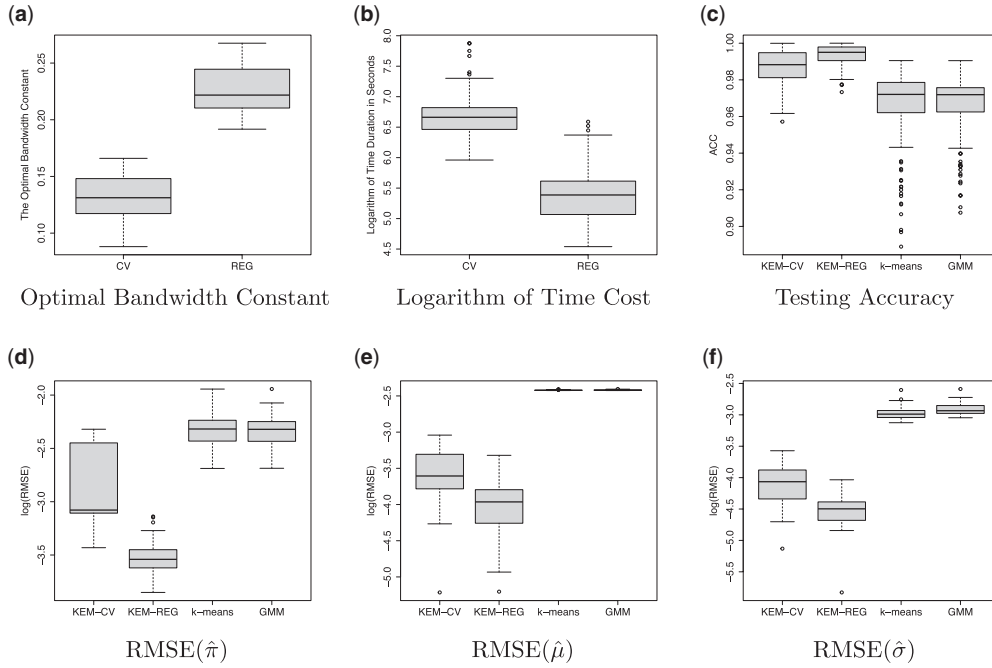 (a)
The Optimal Bandwidth Constant
0.25
0.20
0.15
0.10
CV REG
Optimal Bandwidth Constant
(b)
Logarithm of Time Duration in Seconds
8.0
7.5
7.0
6.5
6.0
5.5
5.0
4.5
CV REG
Logarithm of Time Cost
(c)
ACC
1.00
0.98
0.96
0.94
0.92
0.90
KEM−CV KEM−REG k−means GMM
Testing Accuracy
(d)
log(RMSE)
−2.0
−2.5
−3.0
−3.5
KEM−CV KEM−REG k−means GMM
RMSE(π̂)
(e)
log(RMSE)
−2.5
−3.0
−3.5
−4.0
−4.5
−5.0
KEM−CV KEM−REG k−means GMM
RMSE(μ̂)
(f)
log(RMSE)
−2.5
−3.0
−3.5
−4.0
−4.5
−5.0
−5.5
KEM−CV KEM−REG k−means GMM
RMSE(σ̂)